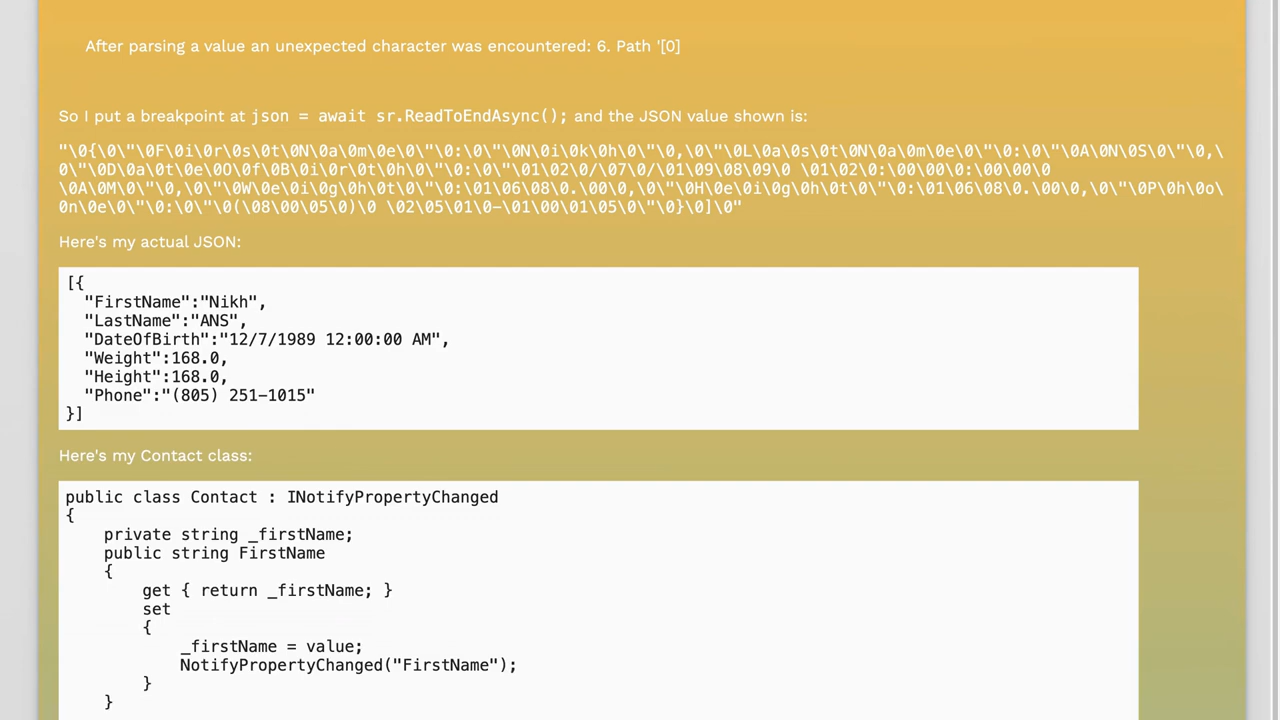 After parsing a value an unexpected character was encountered: 6. Path '[0]
So I put a breakpoint at json = await sr.ReadToEndAsync(); and the JSON value shown is:
"\0{\0\"\0F\0i\0r\0s\0t\0N\0a\0m\0e\0\"\0:\0\"\0N\0i\0k\0h\0"\0,\0\"\0L\0a\0s\0t\0N\0a\0m\0e\0\"\0:\0\"\0A\0N\0S\0\"\0,\
0\"\0D\0a\0t\0e\0O\0f\0B\0i\0r\0t\0h\0\"\0:\0\"\01\02\0/\07\0/\01\09\08\09\0 \01\02\0:\00\00\0:\00\00\0
\0A\0M\0\"\0,\0\"\0W\0e\0i\0g\0h\0t\0\"\0:\01\06\08\0.\00\0,\0\"\0H\0e\0i\0g\0h\0t\0\"\0:\01\06\08\0.\00\0,\0\"\0P\0h\0o\
0n\0e\0\"\0:\0\"\0(\08\00\05\0)\0 \02\05\01\0-\01\00\01\05\0\"\0}\0]\0"
Here's my actual JSON:
[{
"FirstName":"Nikh",
"LastName":"ANS",
"DateOfBirth":"12/7/1989 12:00:00 AM",
"Weight":168.0,
"Height":168.0,
"Phone":"(805) 251-1015"
}]
Here's my Contact class:
public class Contact : INotifyPropertyChanged
{
private string _firstName;
public string FirstName
{
get { return _firstName; }
set
{
_firstName = value;
NotifyPropertyChanged("FirstName");
}
}